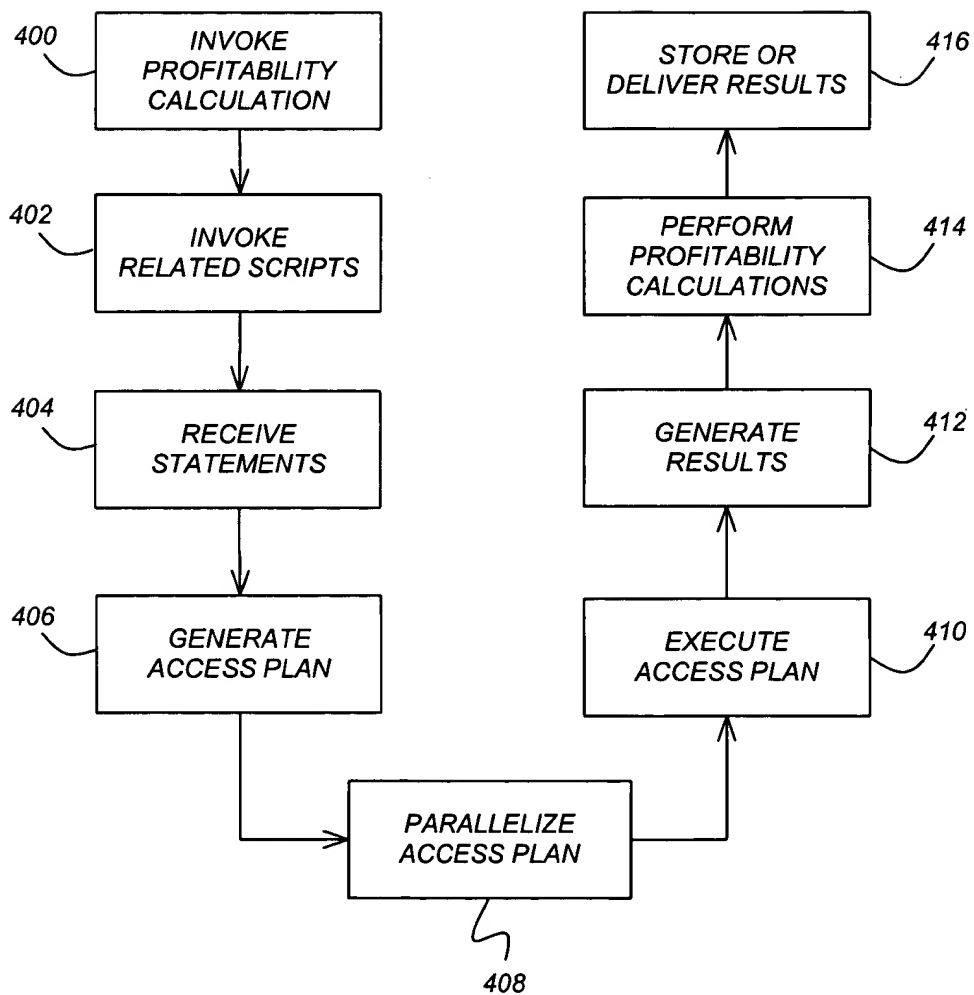 400
INVOKE
PROFITABILITY
CALCULATION
402
INVOKE
RELATED SCRIPTS
404
RECEIVE
STATEMENTS
406
GENERATE
ACCESS PLAN
PARALLELIZE
ACCESS PLAN
408
EXECUTE
ACCESS PLAN
410
GENERATE
RESULTS
412
PERFORM
PROFITABILITY
CALCULATIONS
414
STORE OR
DELIVER RESULTS
416